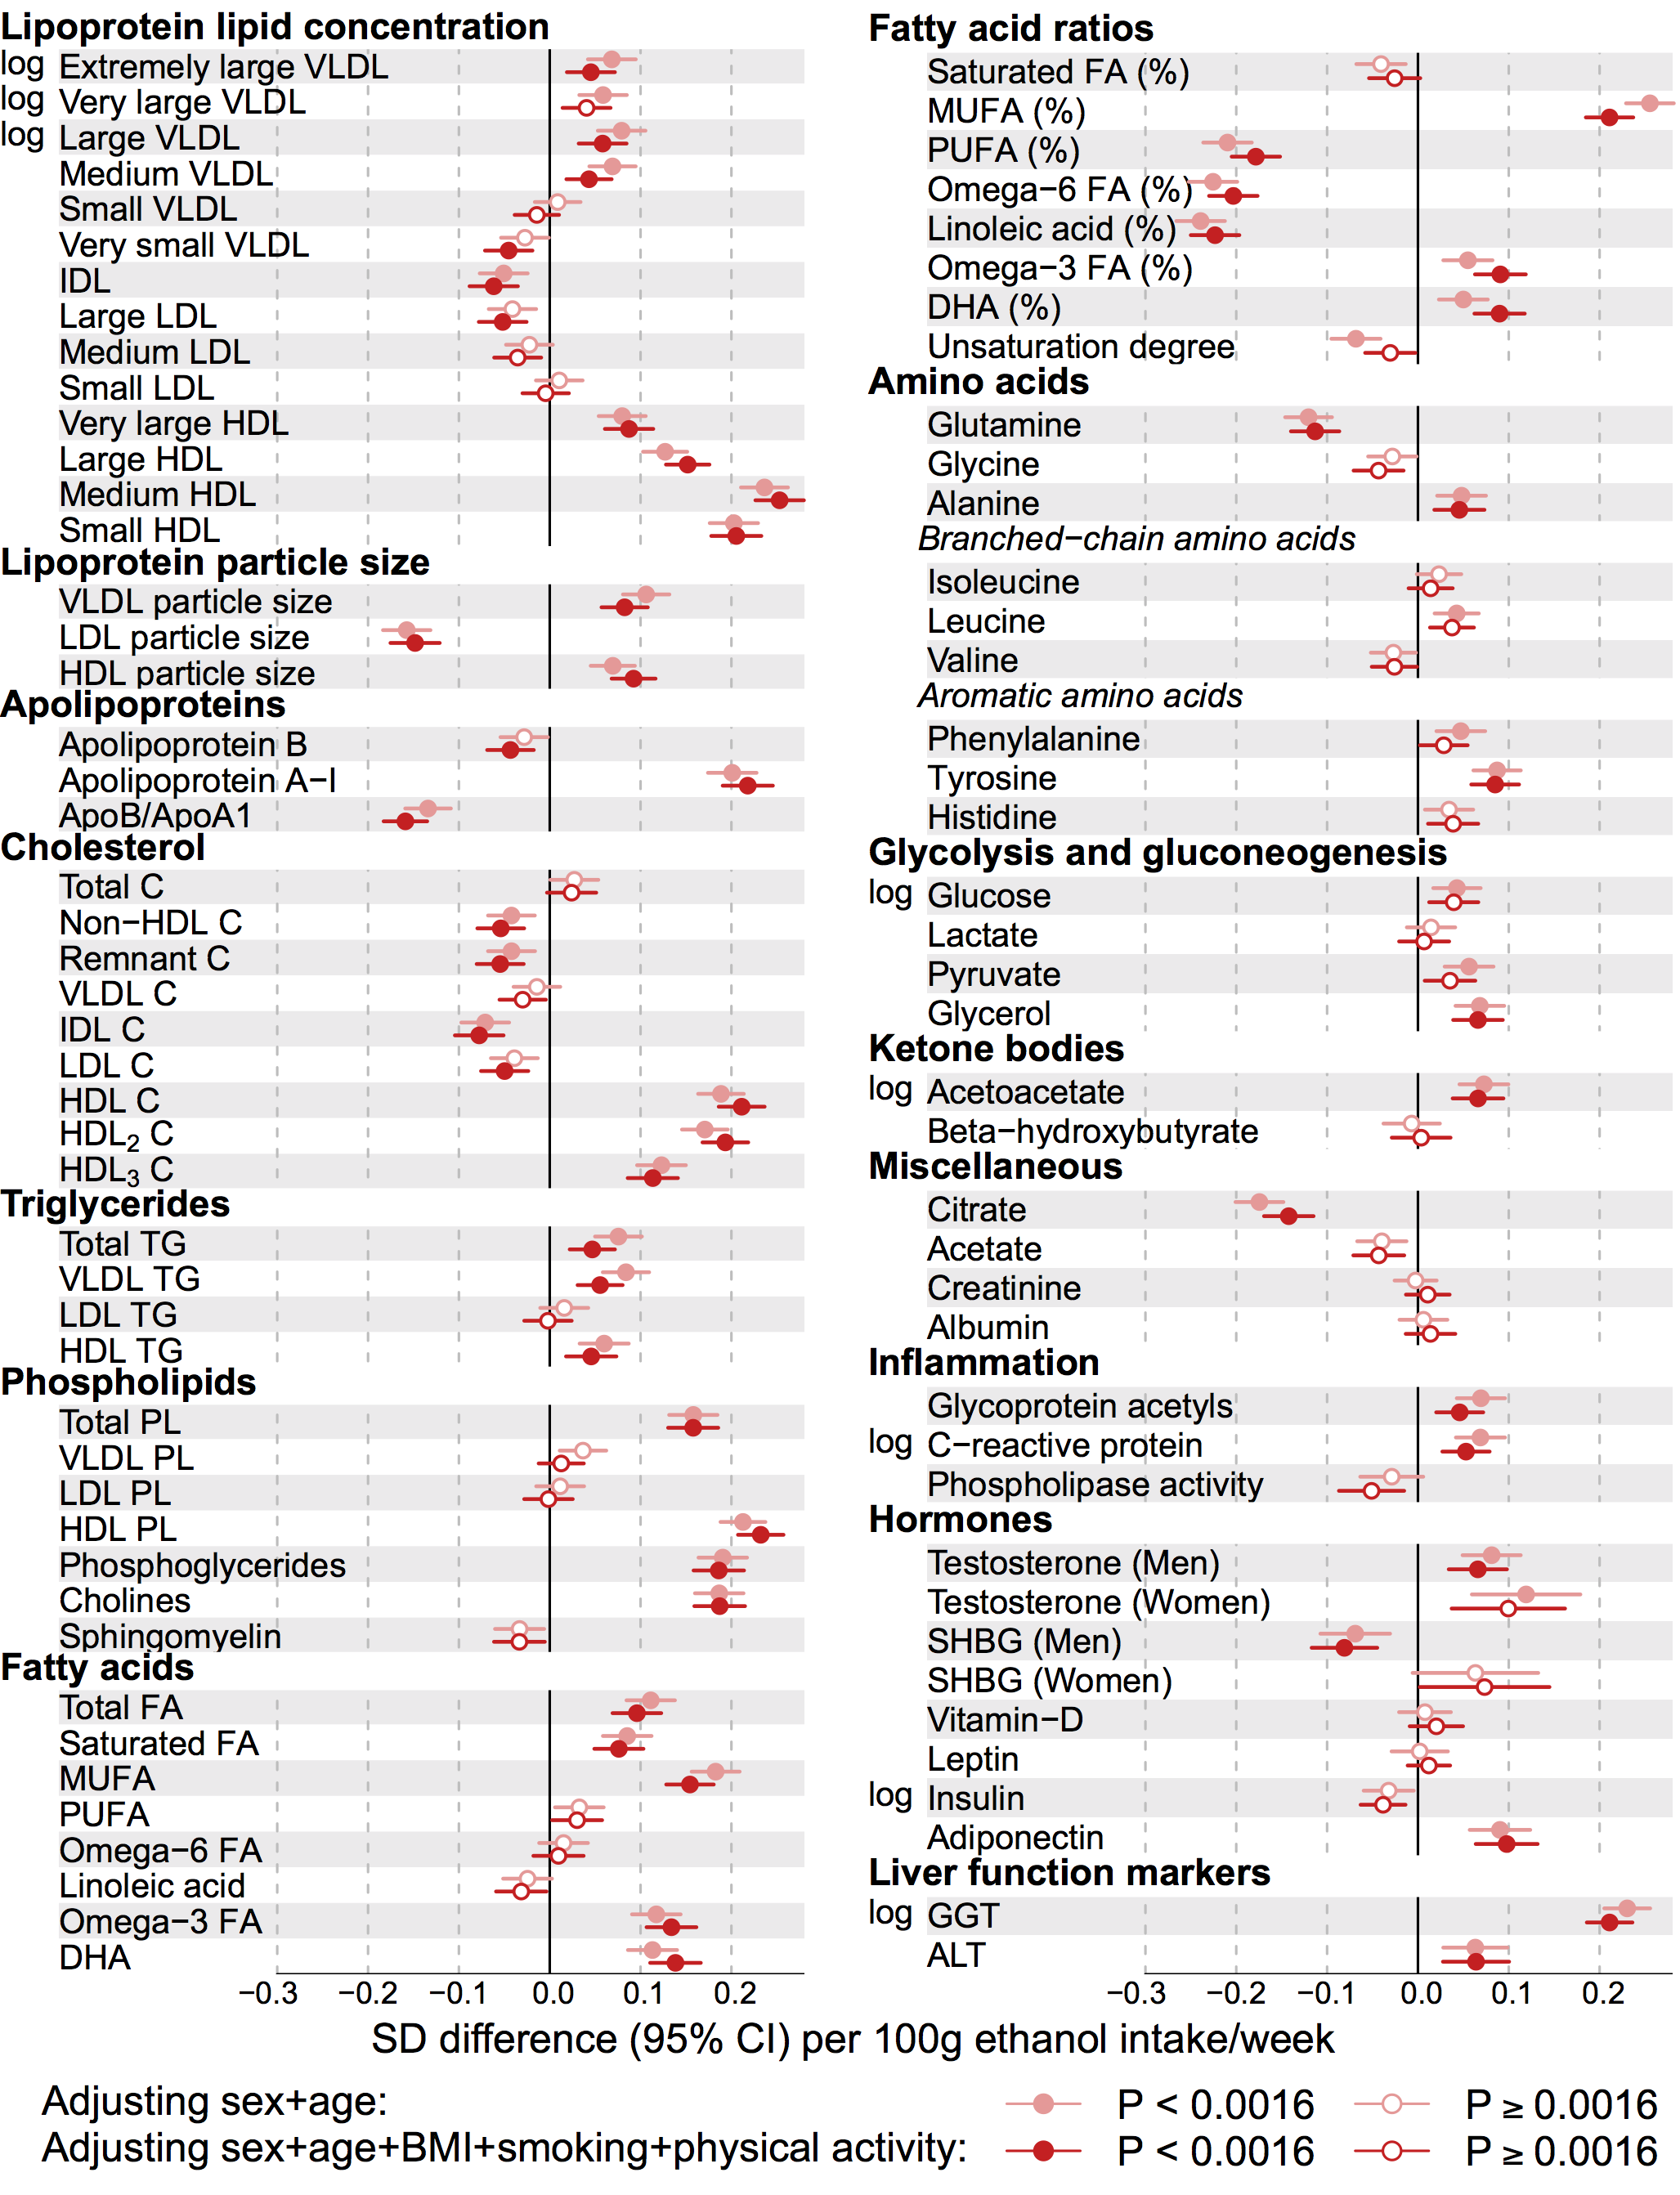 Lipoprotein lipid concentration
log Extremely large VLDL
log Very large VLDL
log Large VLDL
Medium VLDL
Small VLDL
Very small VLDL
IDL
Large LDL
Medium LDL
Small LDL
Very large HDL
Large HDL
Medium HDL
Small HDL
Lipoprotein particle size
VLDL particle size
LDL particle size
HDL particle size
Apolipoproteins
Apolipoprotein B
Apolipoprotein A−I
ApoB/ApoA1
Cholesterol
Total C
Non−HDL C
Remnant C
VLDL C
IDL C
LDL C
HDL C
HDL2 C
HDL3 C
Triglycerides
Total TG
VLDL TG
LDL TG
HDL TG
Phospholipids
Total PL
VLDL PL
LDL PL
HDL PL
Phosphoglycerides
Cholines
Sphingomyelin
Fatty acids
Total FA
Saturated FA
MUFA
PUFA
Omega−6 FA
Linoleic acid
Omega−3 FA
DHA
−0.3 −0.2 −0.1 0.0 0.1 0.2
Fatty acid ratios
Saturated FA (%)
MUFA (%)
PUFA (%)
Omega−6 FA (%)
Linoleic acid (%)
Omega−3 FA (%)
DHA (%)
Unsaturation degree
Amino acids
Glutamine
Glycine
Alanine
Branched−chain amino acids
Isoleucine
Leucine
Valine
Aromatic amino acids
Phenylalanine
Tyrosine
Histidine
Glycolysis and gluconeogenesis
log Glucose
Lactate
Pyruvate
Glycerol
Ketone bodies
log Acetoacetate
Beta−hydroxybutyrate
Miscellaneous
Citrate
Acetate
Creatinine
Albumin
Inflammation
Glycoprotein acetyls
log C−reactive protein
Phospholipase activity
Hormones
Testosterone (Men)
Testosterone (Women)
SHBG (Men)
SHBG (Women)
Vitamin−D
Leptin
log Insulin
Adiponectin
Liver function markers
log GGT
ALT
−0.3 −0.2 −0.1 0.0 0.1 0.2
SD difference (95% CI) per 100g ethanol intake/week
Adjusting sex+age: P < 0.0016 P ≥ 0.0016
Adjusting sex+age+BMI+smoking+physical activity: P < 0.0016 P ≥ 0.0016